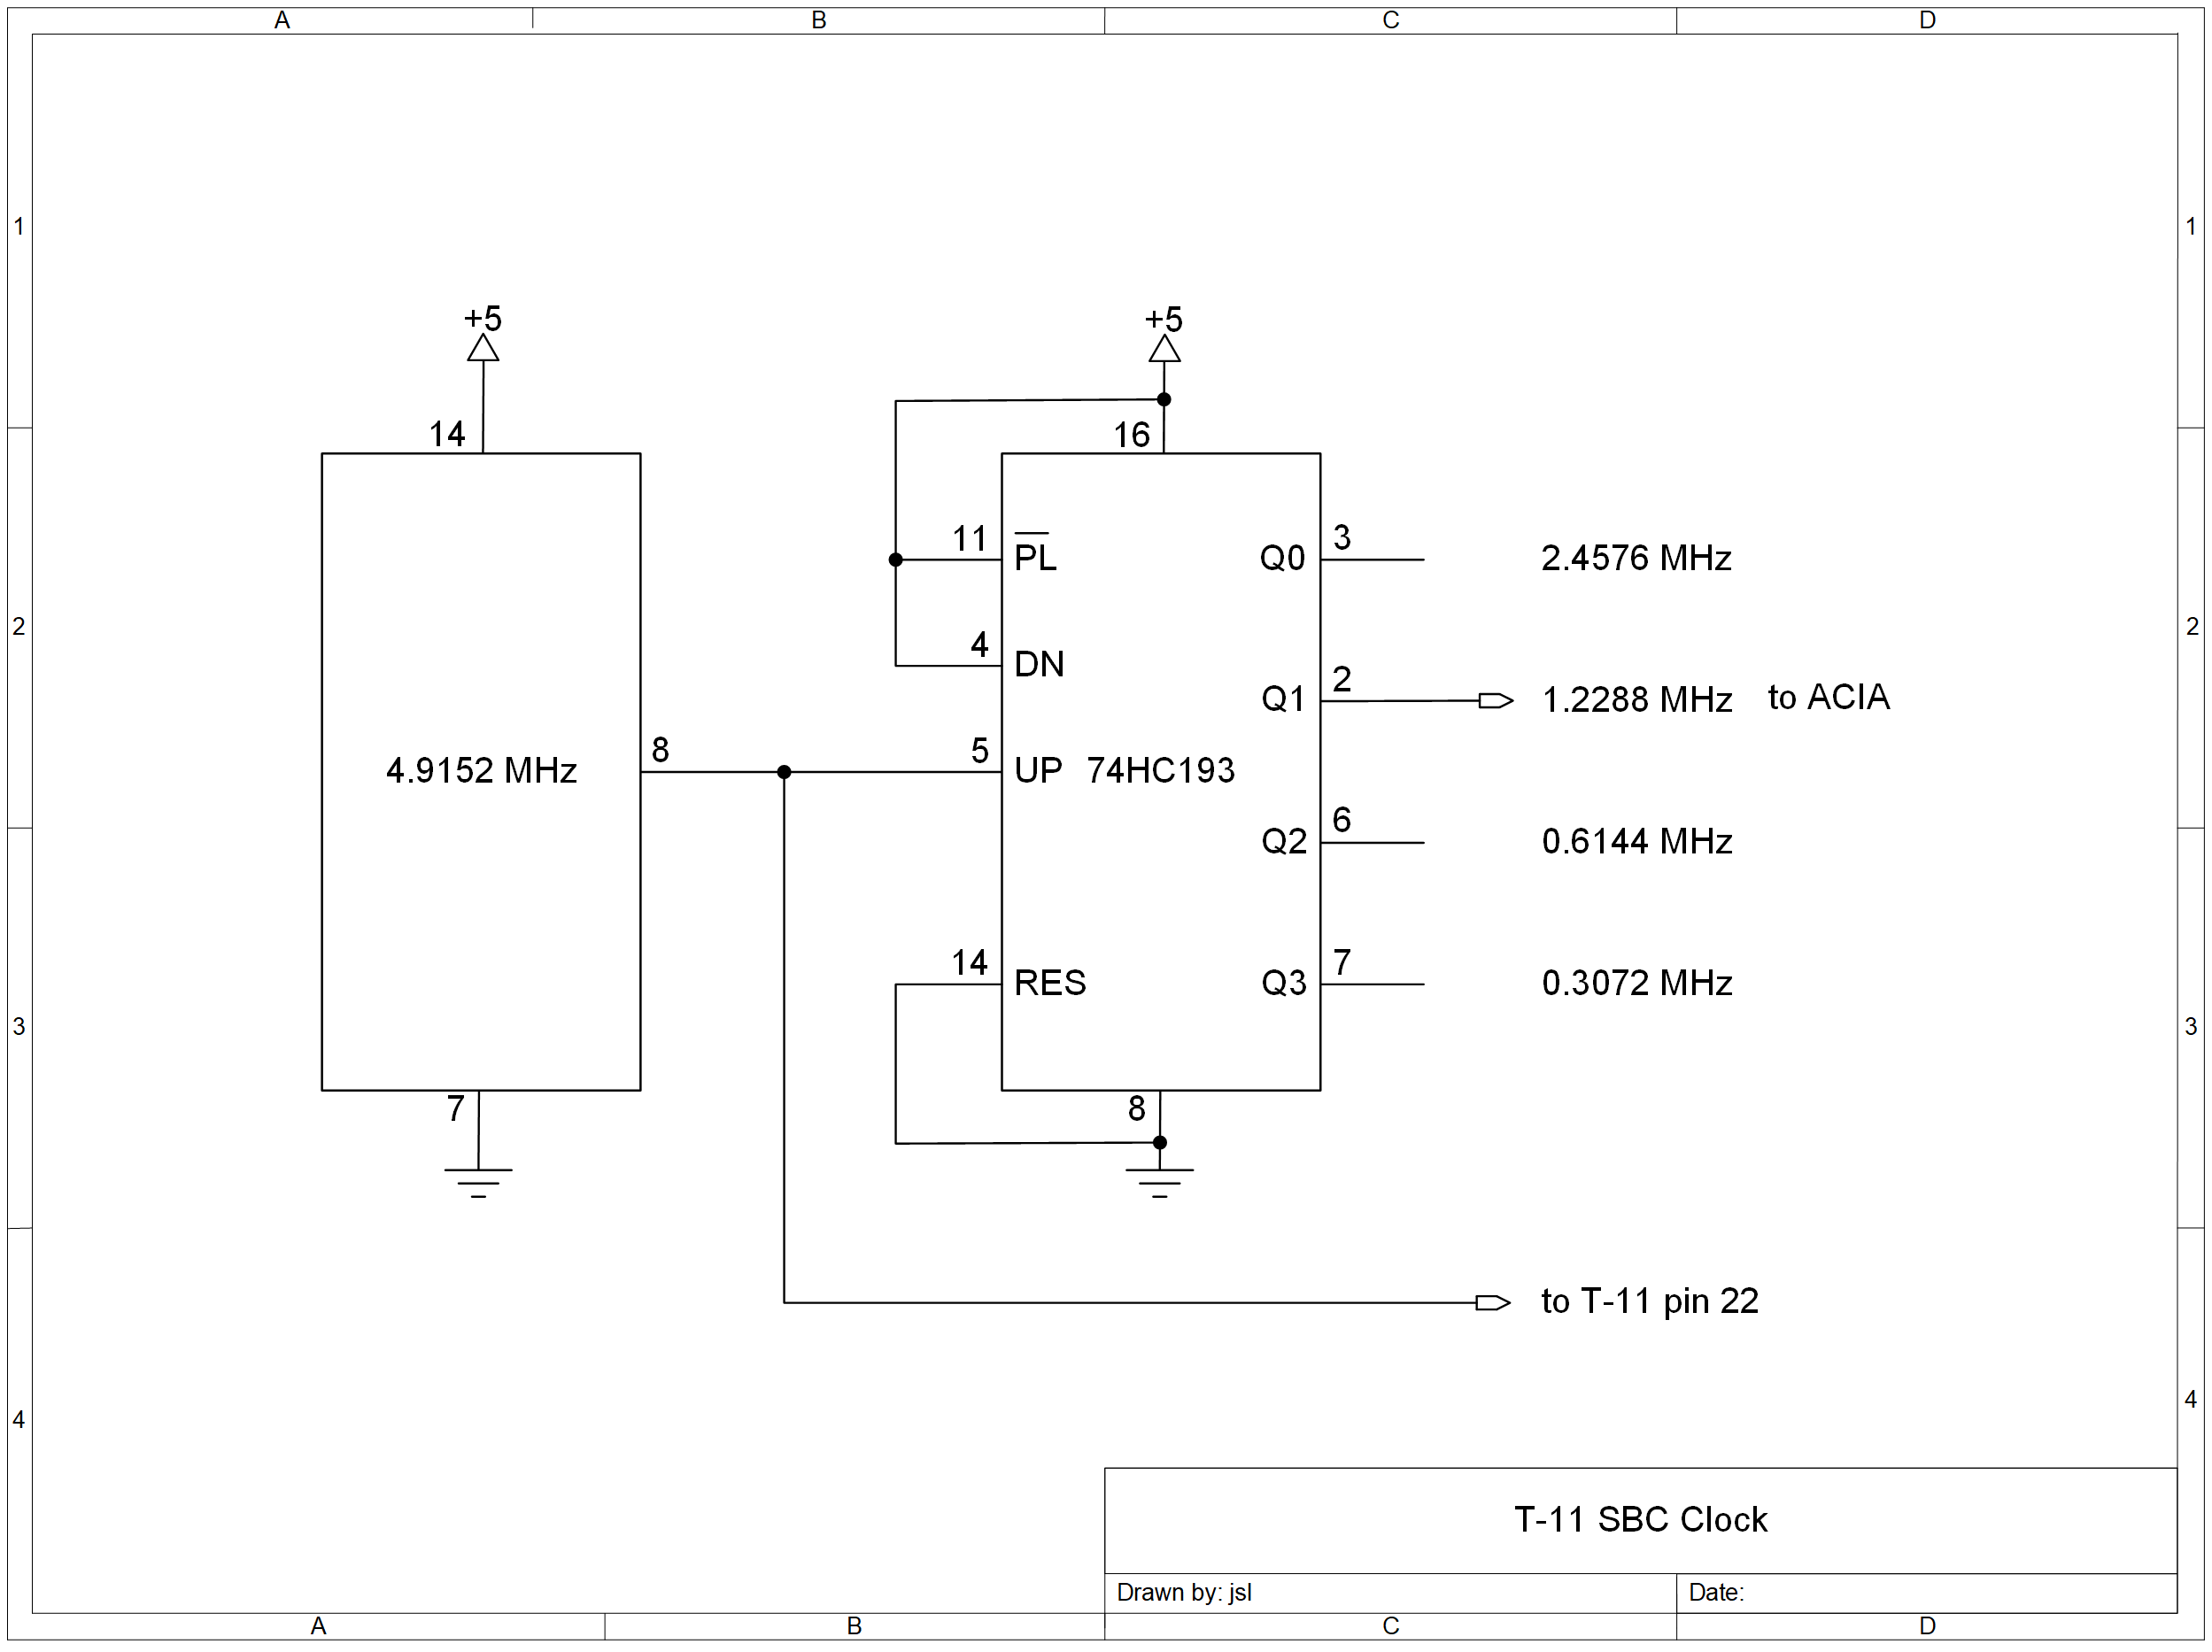 A B C D
1 1
+5 +5
14 16
11 PL Q0 3 2.4576 MHz
2 2
4 DN
Q1 2 1.2288 MHz to ACIA
4.9152 MHz 8 5 UP 74HC193
Q2 6 0.6144 MHz
14 RES Q3 7 0.3072 MHz
3 3
7 8
to T-11 pin 22
4 4
T-11 SBC Clock
Drawn by: jsl Date:
A B C D